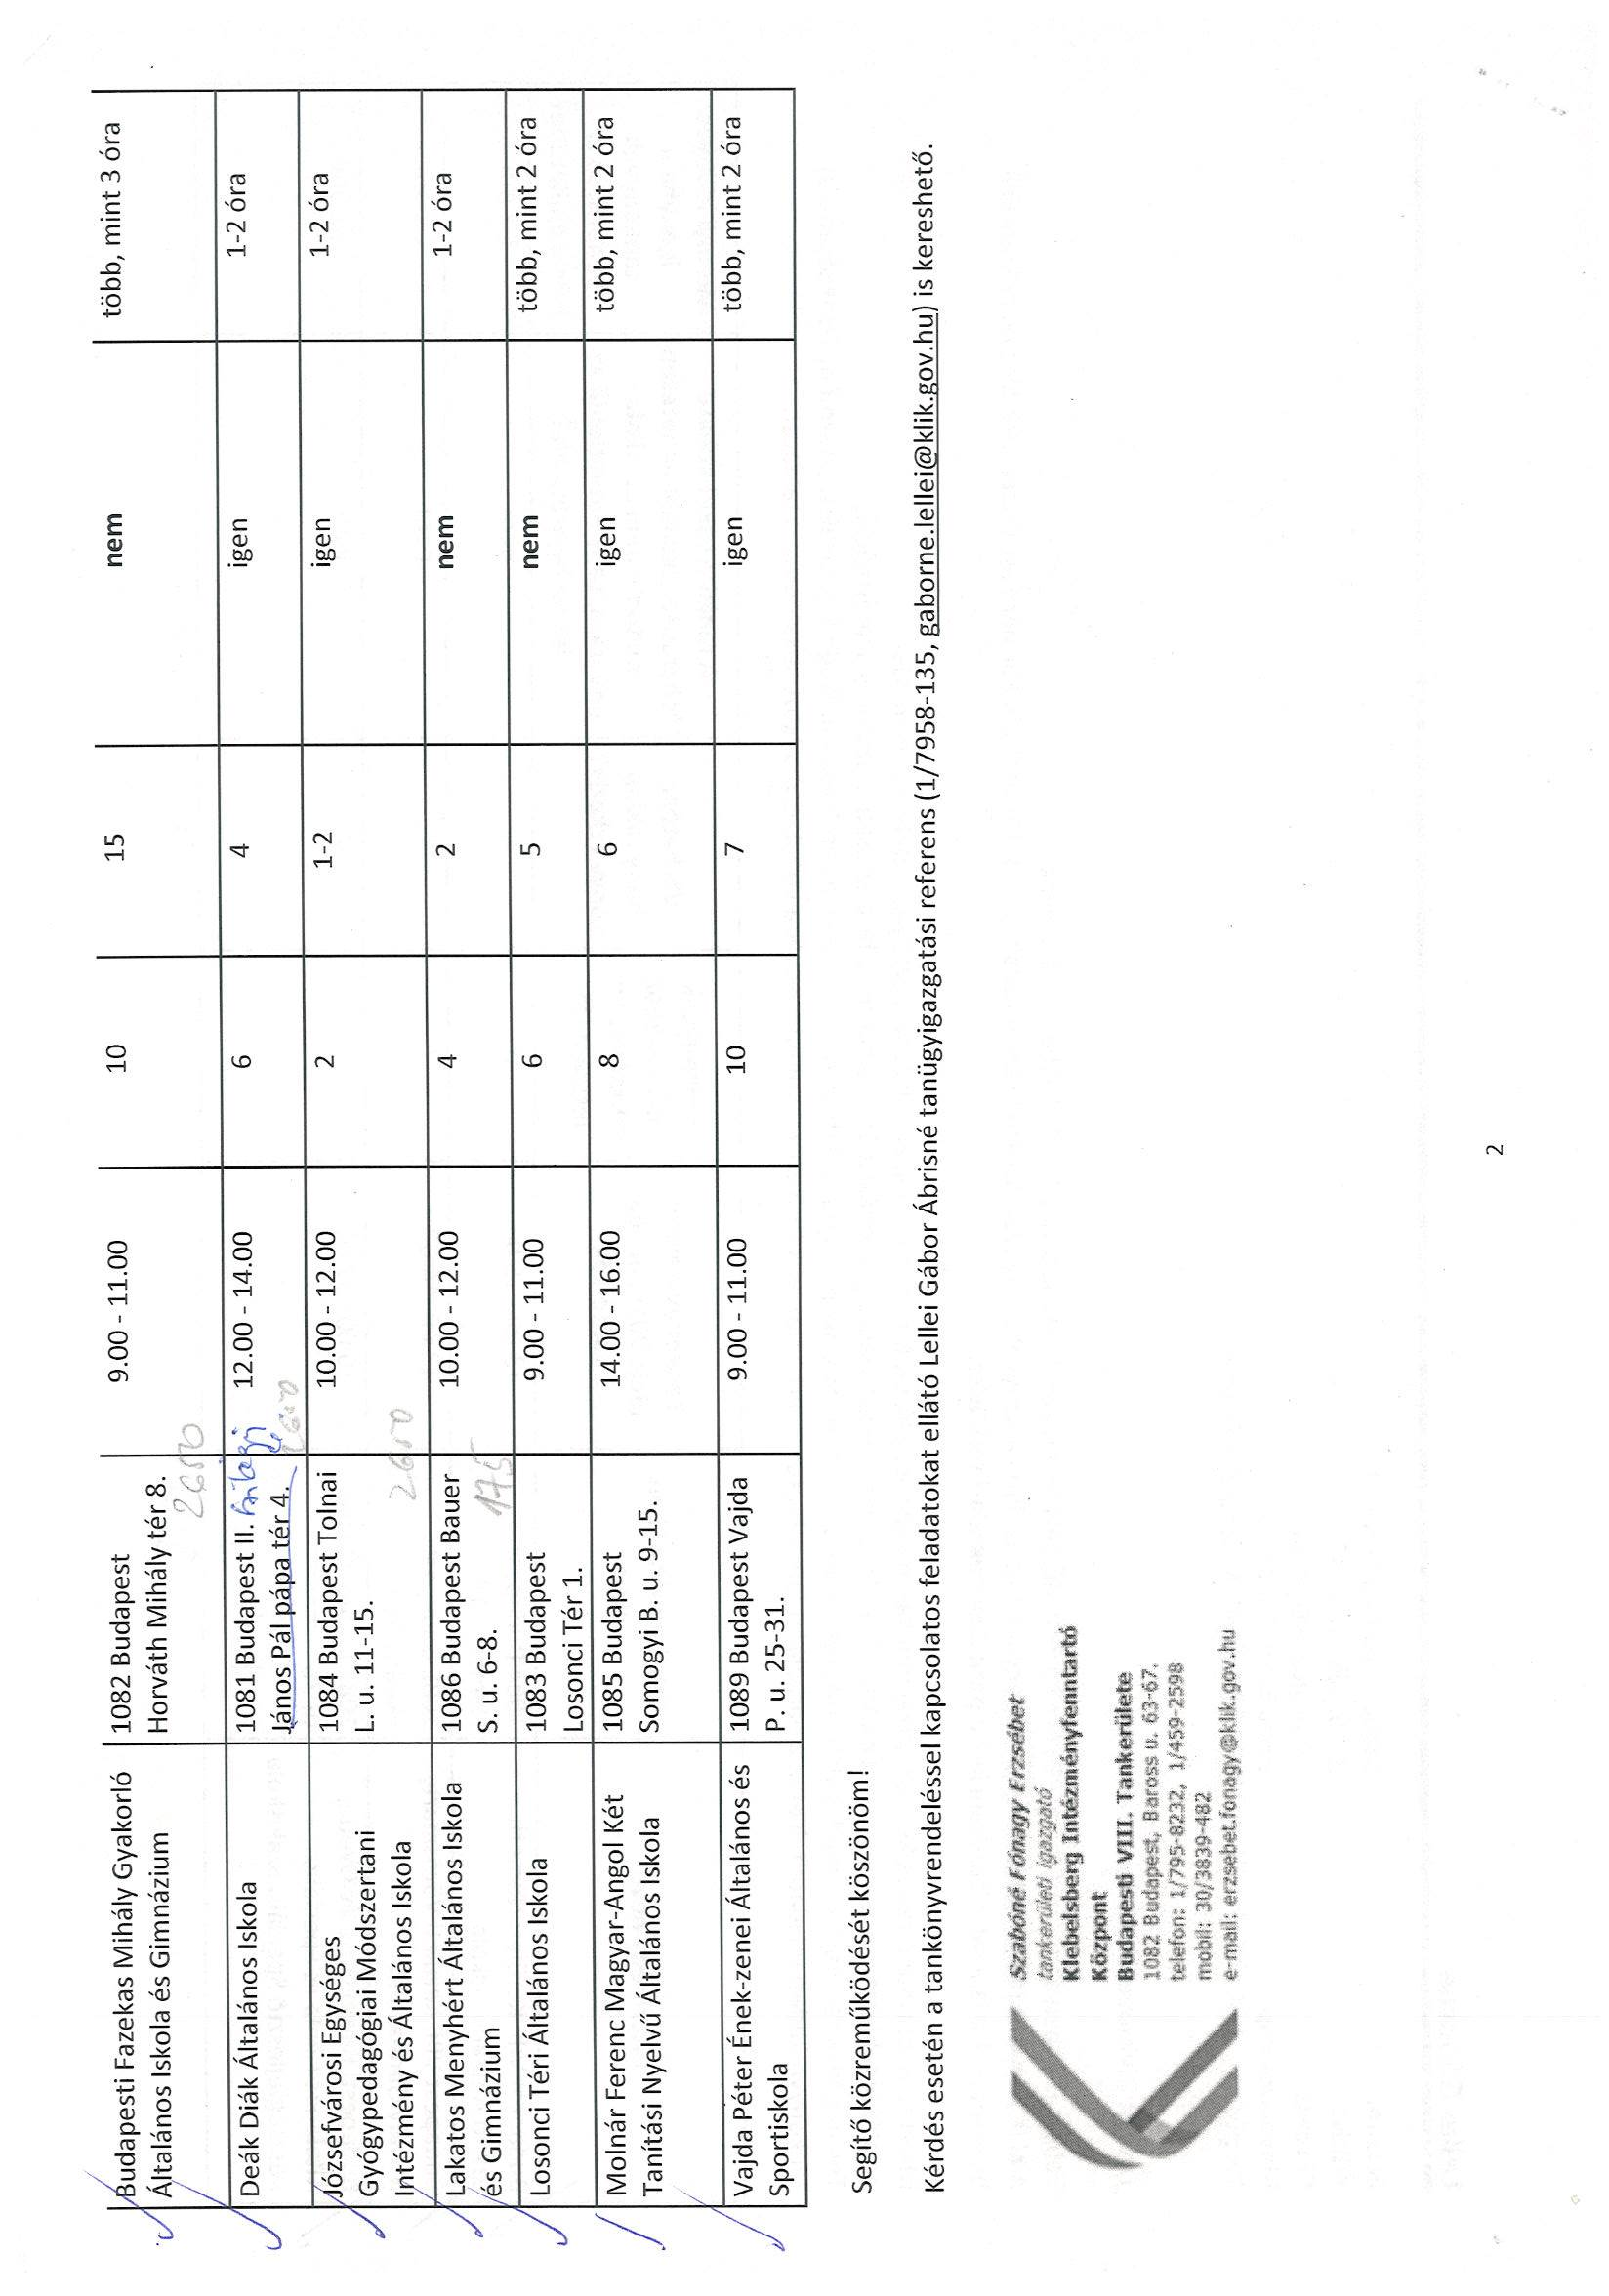 Budapesti Fazekas Mihály Gyakorló
Általános Iskola és Gimnázium
1082 Budapest
Horváth Mihály tér 8.
2650
9.00 - 11.00
10
15
nem
több, mint 3 óra
Deák Diák Általános Iskola
1081 Budapest II.
János Pál pápa tér 4.
12.00 - 14.00
6
4
igen
1-2 óra
Józsefvárosi Egységes
Gyógypedagógiai Módszertani
Intézmény és Általános Iskola
1084 Budapest Tolnai
L. u. 11-15.
2650
10.00 - 12.00
2
1-2
igen
1-2 óra
Lakatos Menyhért Általános Iskola
és Gimnázium
1086 Budapest Bauer
S. u. 6-8.
175
10.00 - 12.00
4
2
nem
1-2 óra
Losonci Téri Általános Iskola
1083 Budapest
Losonci Tér 1.
9.00 - 11.00
6
5
nem
több, mint 2 óra
Molnár Ferenc Magyar-Angol Két
Tanítási Nyelvű Általános Iskola
1085 Budapest
Somogyi B. u. 9-15.
14.00 - 16.00
8
6
igen
több, mint 2 óra
Vajda Péter Ének-zenei Általános és
Sportiskola
1089 Budapest Vajda
P. u. 25-31.
9.00 - 11.00
10
7
igen
több, mint 2 óra
Segítő közreműködését köszönöm!
Kérdés esetén a tankönyvrendeléssel kapcsolatos feladatokat ellátó Lellei Gábor Ábrisné tanügyigazgatási referens (1/7958-135, gaborne.lellei@klik.gov.hu) is kereshető.
Szabóné Fónagy Erzsébet
tankerületi igazgató
Klebelsberg Intézményfenntartó
Központ
Budapesti VIII. Tankerülete
1082 Budapest, Baross u. 63-67.
telefon: 1/795-8232, 1/459-2598
mobil: 30/3839-482
e-mail: erzsebet.fonagy@klik.gov.hu
2